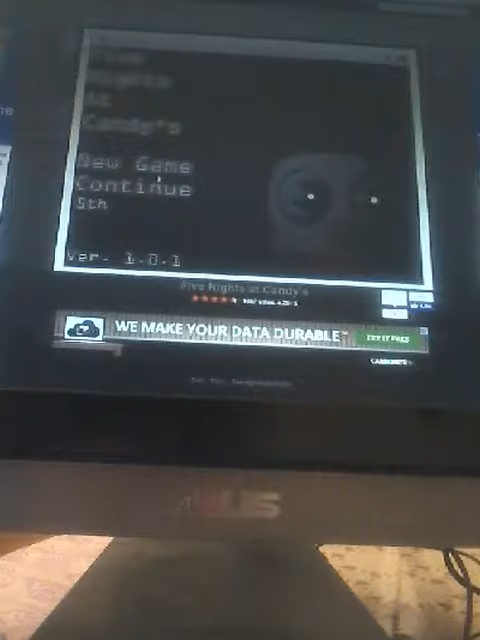 Five
Nights
At
Candy's
New Game
Continue
5th
Ver. 1.0.1
Five Nights at Candy's
WE MAKE YOUR DATA DURABLE
TRY IT FREE
ASUS